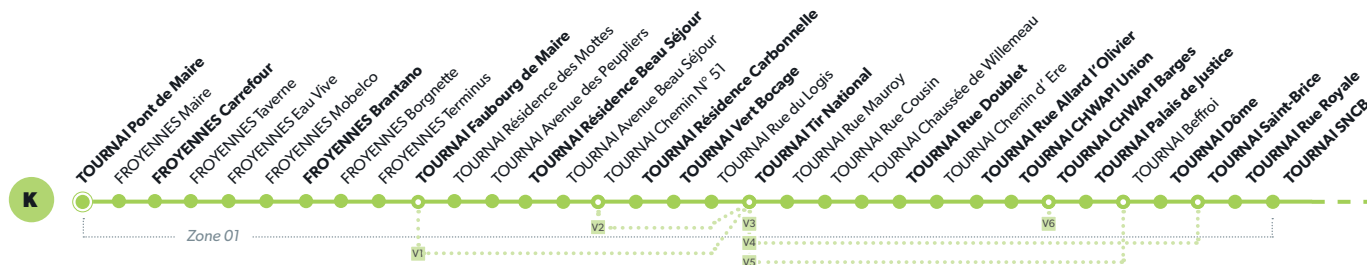 K
TOURNAI Pont de Maire
FROYENNES Maire
FROYENNES Carrefour
FROYENNES Taverne
FROYENNES Eau Vive
FROYENNES Mobelco
FROYENNES Brantano
FROYENNES Borgnette
FROYENNES Terminus
TOURNAI Faubourg de Maire
TOURNAI Résidence des Mottes
TOURNAI Avenue des Peupliers
TOURNAI Résidence Beau Séjour
TOURNAI Avenue Beau Séjour
TOURNAI Chemin N° 51
TOURNAI Résidence Carbonnelle
TOURNAI Vert Bocage
TOURNAI Rue du Logis
TOURNAI Tir National
TOURNAI Rue Mauroy
TOURNAI Rue Cousin
TOURNAI Chaussée de Willemeau
TOURNAI Rue Doublet
TOURNAI Chemin d' Ere
TOURNAI Rue Allard l'Olivier
TOURNAI CHWAPI Union
TOURNAI CHWAPI Barges
TOURNAI Palais de Justice
TOURNAI Beffroi
TOURNAI Dôme
TOURNAI Saint-Brice
TOURNAI Rue Royale
TOURNAI SNCB
Zone 01
V1
V2
V3
V4
V5
V6